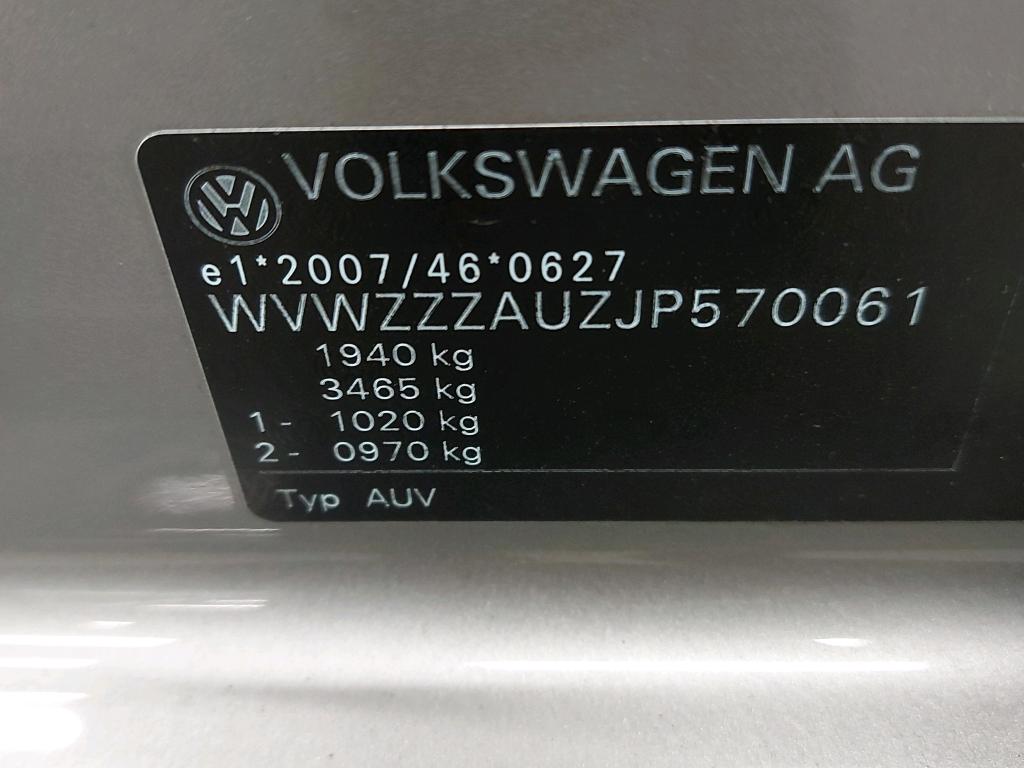 VOLKSWAGEN AG
e1*2007/46*0627
WVWZZZAUZJP570061
1940 kg
3465 kg
1- 1020 kg
2- 0970 kg
Typ AUV